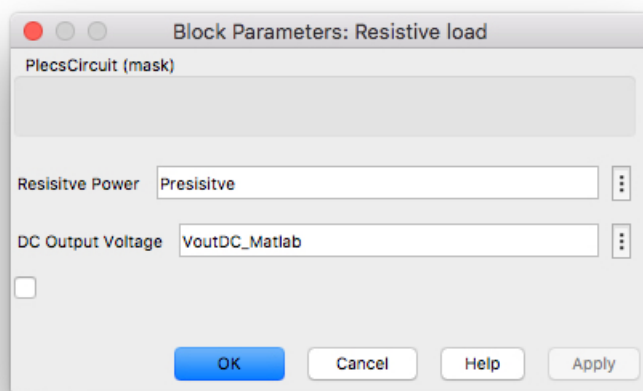 Block Parameters: Resistive load
PlecsCircuit (mask)
Resisitve Power Presisitve
DC Output Voltage VoutDC_Matlab
OK Cancel Help Apply